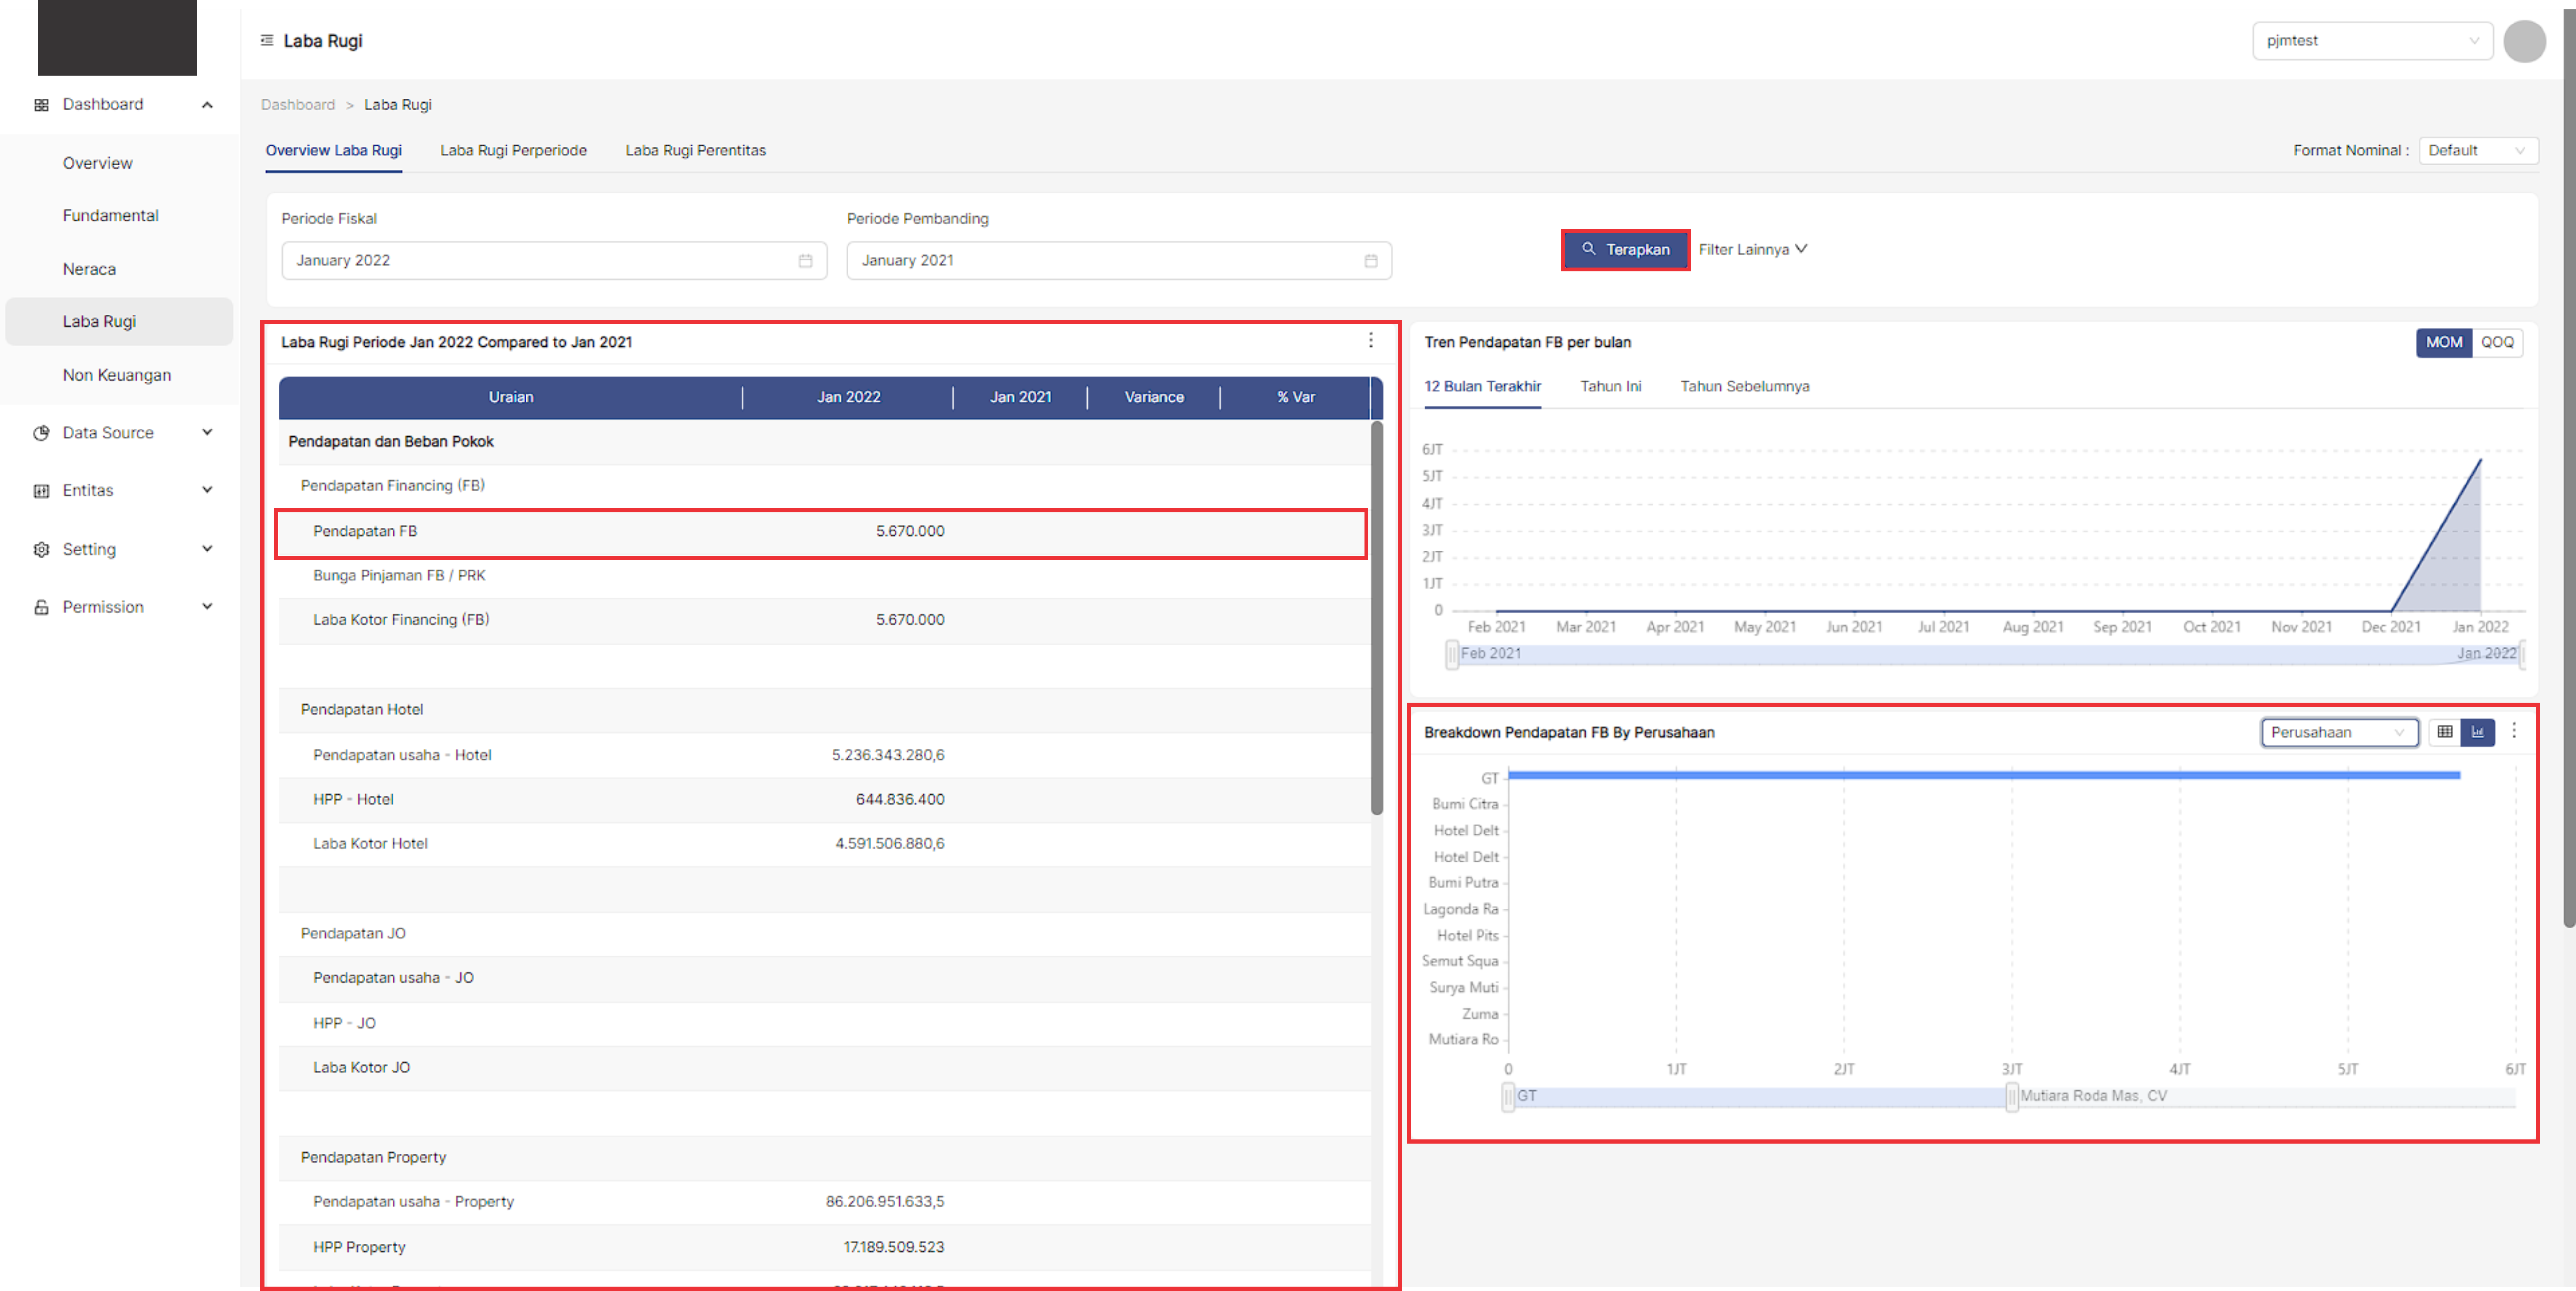 Laba Rugi
pjmtest
Dashboard
Overview
Fundamental
Neraca
Laba Rugi
Non Keuangan
Data Source
Entitas
Setting
Permission
Dashboard > Laba Rugi
Overview Laba Rugi Laba Rugi Perperiode Laba Rugi Perentitas
Format Nominal : Default
Periode Fiskal Periode Pembanding
January 2022 January 2021
Terapkan Filter Lainnya
Laba Rugi Periode Jan 2022 Compared to Jan 2021
Uraian Jan 2022 Jan 2021 Variance % Var
Pendapatan dan Beban Pokok
Pendapatan Financing (FB)
Pendapatan FB 5.670.000
Bunga Pinjaman FB / PRK
Laba Kotor Financing (FB) 5.670.000
Pendapatan Hotel
Pendapatan usaha - Hotel 5.236.343.280,6
HPP - Hotel 644.836.400
Laba Kotor Hotel 4.591.506.880,6
Pendapatan JO
Pendapatan usaha - JO
HPP - JO
Laba Kotor JO
Pendapatan Property
Pendapatan usaha - Property 86.206.951.633,5
HPP Property 17.189.509.523
Tren Pendapatan FB per bulan
MOM QOQ
12 Bulan Terakhir Tahun Ini Tahun Sebelumnya
6JT
5JT
4JT
3JT
2JT
1JT
0
Feb 2021 Mar 2021 Apr 2021 May 2021 Jun 2021 Jul 2021 Aug 2021 Sep 2021 Oct 2021 Nov 2021 Dec 2021 Jan 2022
Feb 2021 Jan 2022
Breakdown Pendapatan FB By Perusahaan
Perusahaan
GT
Bumi Citra
Hotel Delt
Hotel Delt
Bumi Putra
Lagonda Ra
Hotel Pits
Semut Squa
Surya Muti
Zuma
Mutiara Ro
0 1JT 2JT 3JT 4JT 5JT 6JT
GT Mutiara Roda Mas, CV